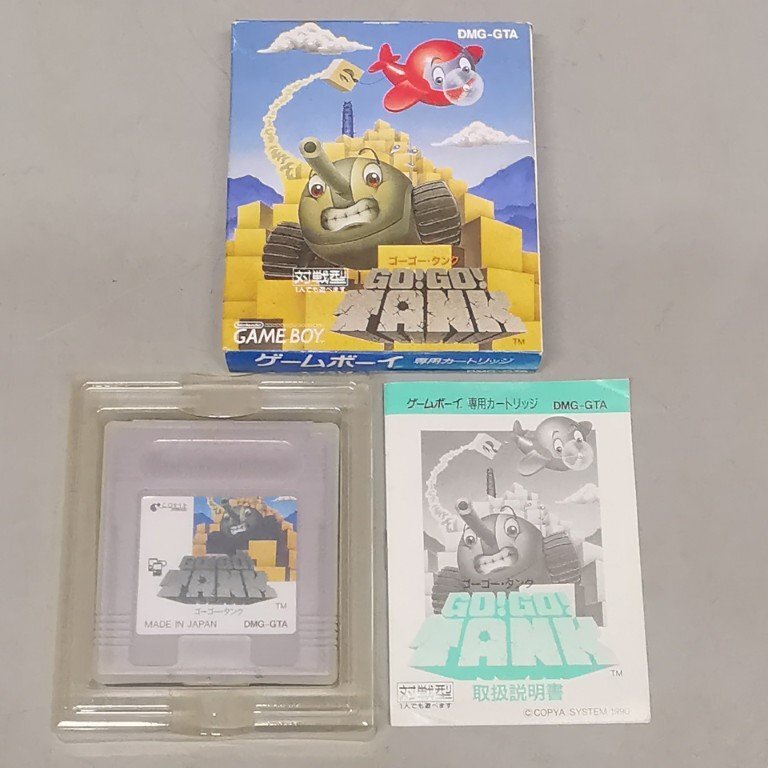 DMG-GTA
ゴーゴー・タンク
GO!GO!
TANK
TM
対戦型
1人でも遊べます
Nintendo
GAME BOY
TM
ゲームボーイ 専用カートリッジ
DMG-GTA
GO!GO!
TANK
TM
ゴーゴー・タンク
MADE IN JAPAN DMG-GTA
ゲームボーイ 専用カートリッジ DMG-GTA
ゴーゴー・タンク
GO!GO!
TANK
TM
対戦型
1人でも遊べます
取扱説明書
©COPYA SYSTEM 1990